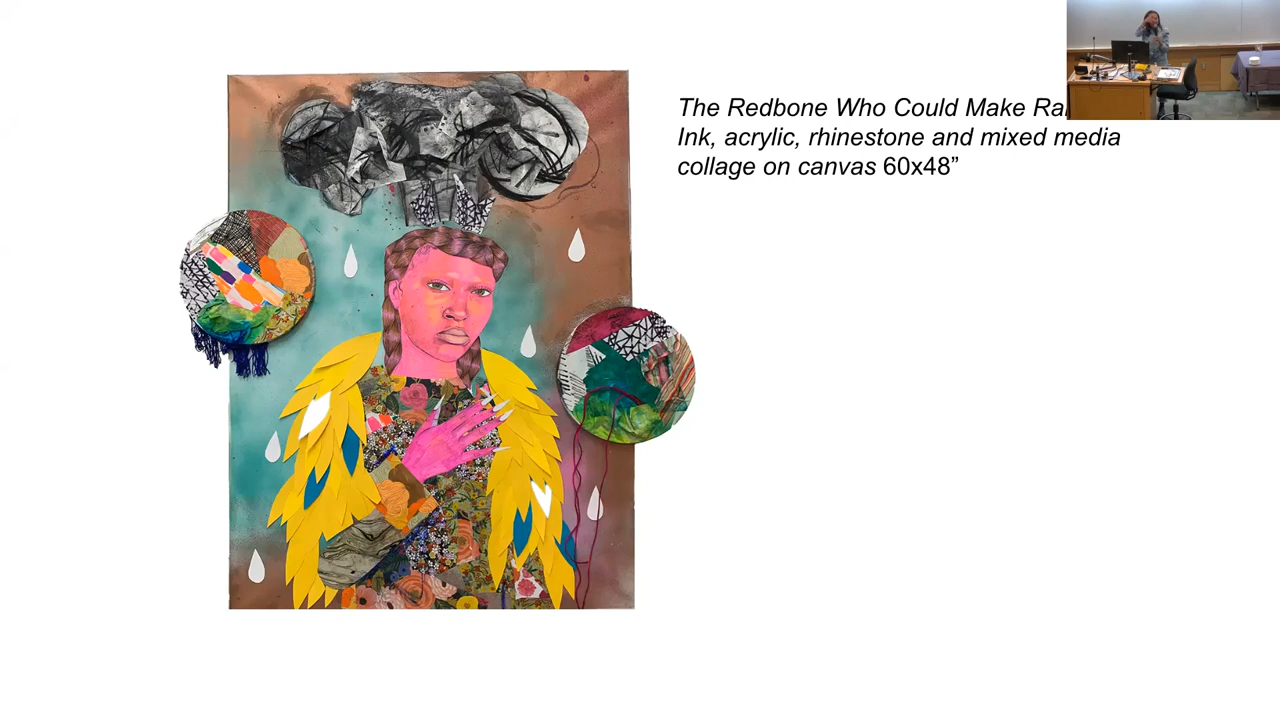 The Redbone Who Could Make
Ink, acrylic, rhinestone and mixed media
collage on canvas 60x48”